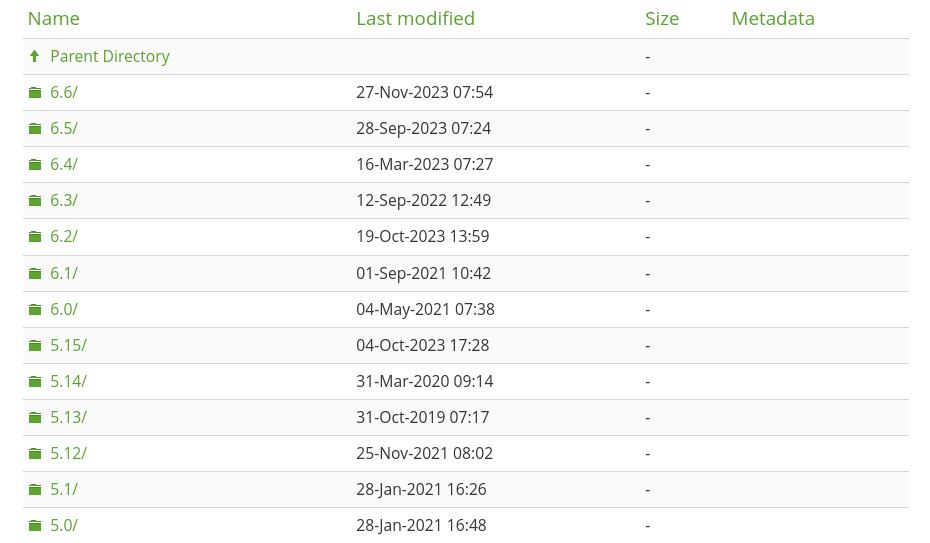 Name Last modified Size Metadata
Parent Directory -
6.6/ 27-Nov-2023 07:54 -
6.5/ 28-Sep-2023 07:24 -
6.4/ 16-Mar-2023 07:27 -
6.3/ 12-Sep-2022 12:49 -
6.2/ 19-Oct-2023 13:59 -
6.1/ 01-Sep-2021 10:42 -
6.0/ 04-May-2021 07:38 -
5.15/ 04-Oct-2023 17:28 -
5.14/ 31-Mar-2020 09:14 -
5.13/ 31-Oct-2019 07:17 -
5.12/ 25-Nov-2021 08:02 -
5.1/ 28-Jan-2021 16:26 -
5.0/ 28-Jan-2021 16:48 -